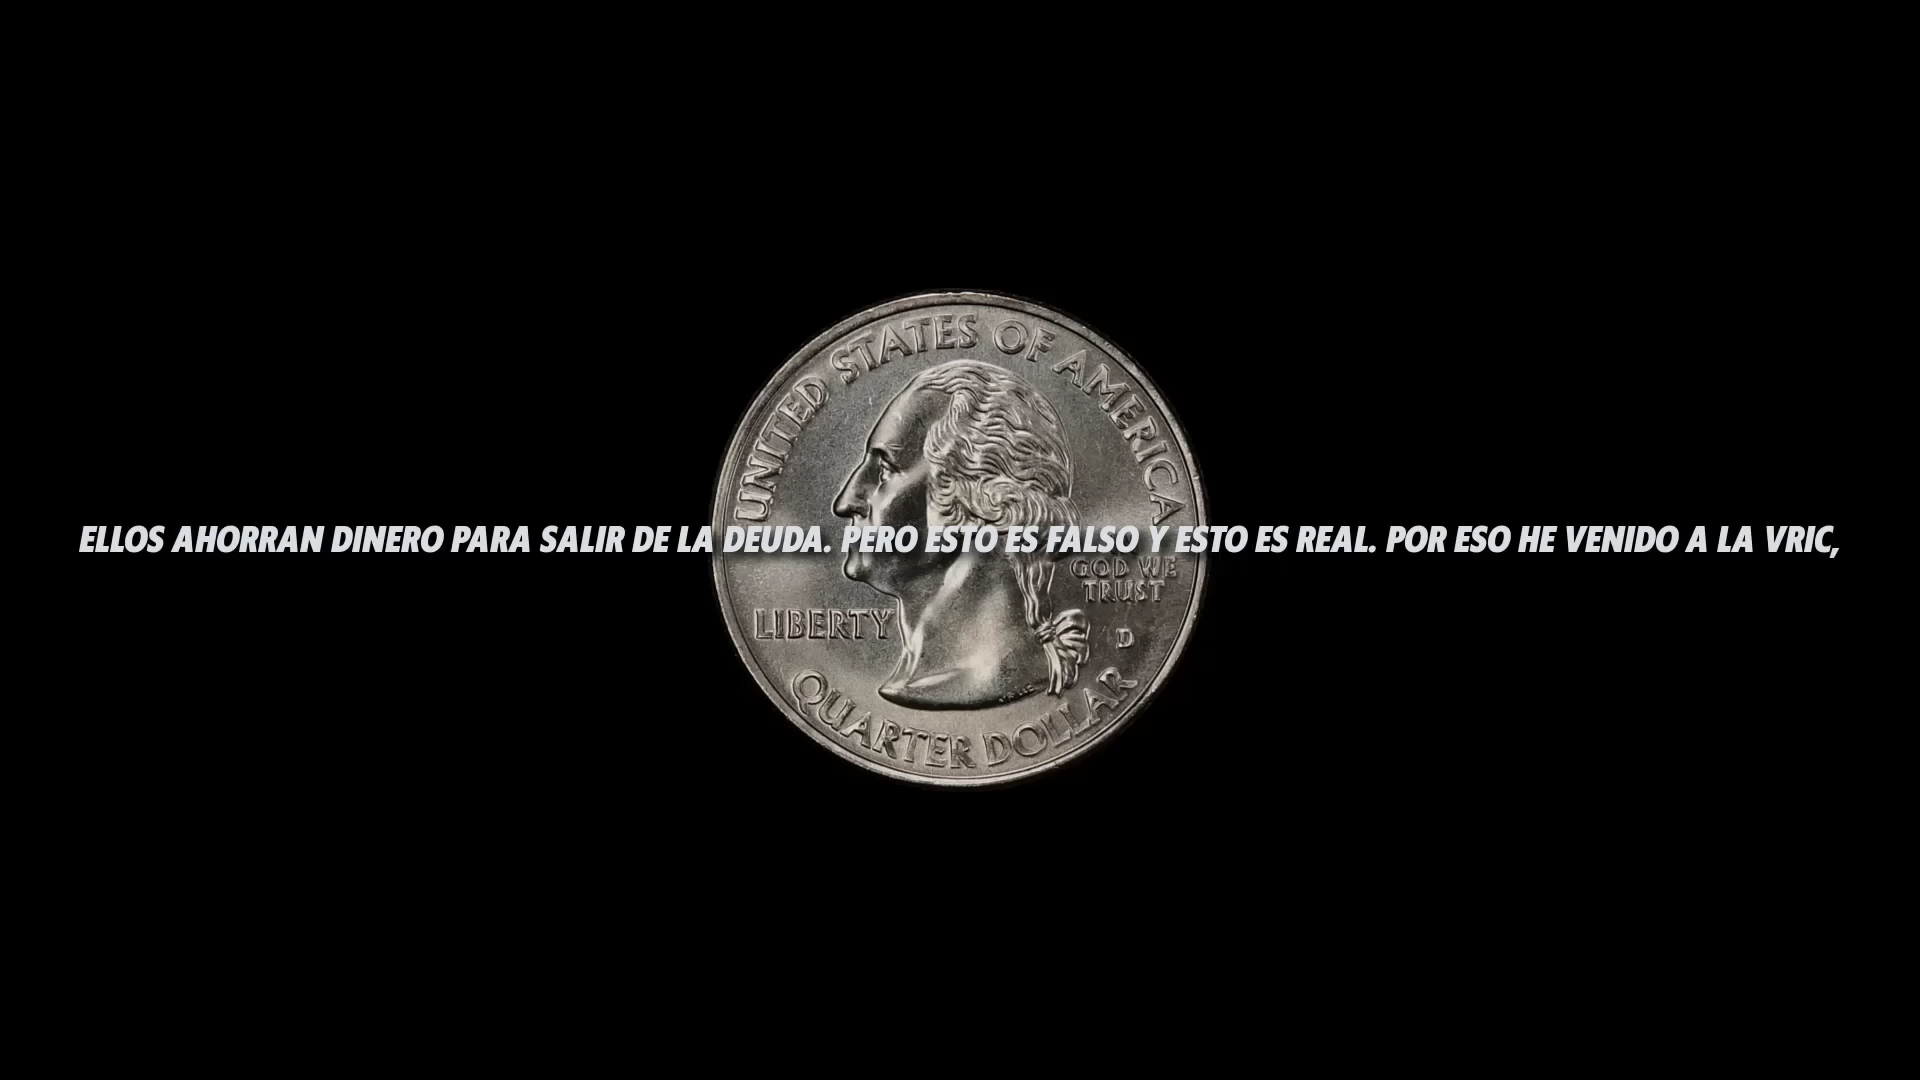 UNITED STATES OF AMERICA
ELLOS AHORRAN DINERO PARA SALIR DE LA DEUDA. PERO ESTO ES FALSO Y ESTO ES REAL. POR ESO HE VENIDO A LA VRIC,
GOD WE
TRUST
LIBERTY
D
QUARTER DOLLAR